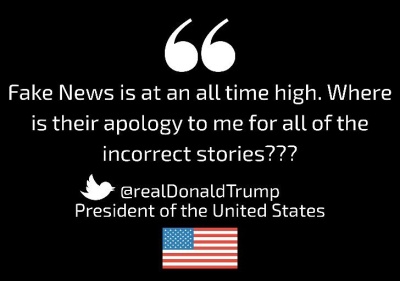 Fake News is at an all time high. Where
is their apology to me for all of the
incorrect stories???
@realDonaldTrump
President of the United States